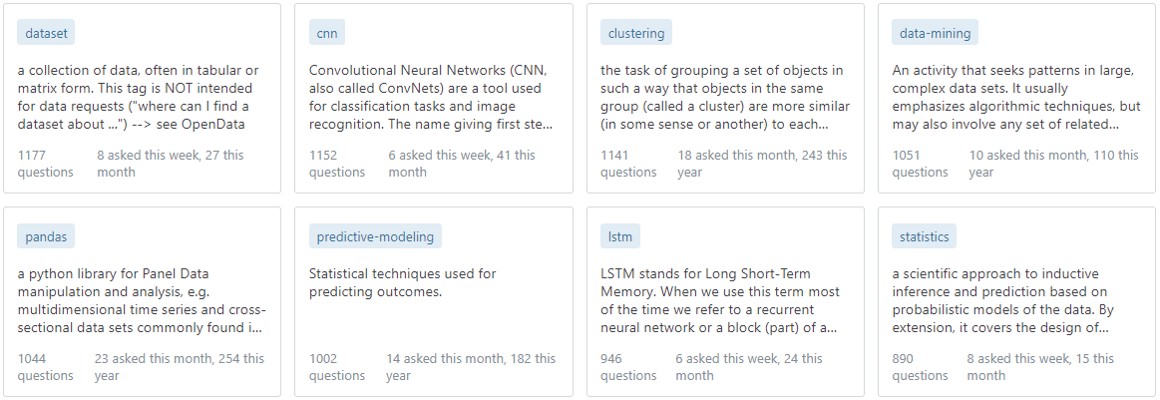 dataset
a collection of data, often in tabular or
matrix form. This tag is NOT intended
for data requests ("where can I find a
dataset about ...") --> see OpenData
1177
questions
8 asked this week, 27 this
month
cnn
Convolutional Neural Networks (CNN,
also called ConvNets) are a tool used
for classification tasks and image
recognition. The name giving first ste...
1152
questions
6 asked this week, 41 this
month
clustering
the task of grouping a set of objects in
such a way that objects in the same
group (called a cluster) are more similar
(in some sense or another) to each...
1141
questions
18 asked this month, 243 this
year
data-mining
An activity that seeks patterns in large,
complex data sets. It usually
emphasizes algorithmic techniques, but
may also involve any set of related...
1051
questions
10 asked this month, 110 this
year
pandas
a python library for Panel Data
manipulation and analysis, e.g.
multidimensional time series and cross-
sectional data sets commonly found i...
1044
questions
23 asked this month, 254 this
year
predictive-modeling
Statistical techniques used for
predicting outcomes.
1002
questions
14 asked this month, 182 this
year
lstm
LSTM stands for Long Short-Term
Memory. When we use this term most
of the time we refer to a recurrent
neural network or a block (part) of a...
946
questions
6 asked this week, 24 this
month
statistics
a scientific approach to inductive
inference and prediction based on
probabilistic models of the data. By
extension, it covers the design of...
890
questions
8 asked this week, 15 this
month